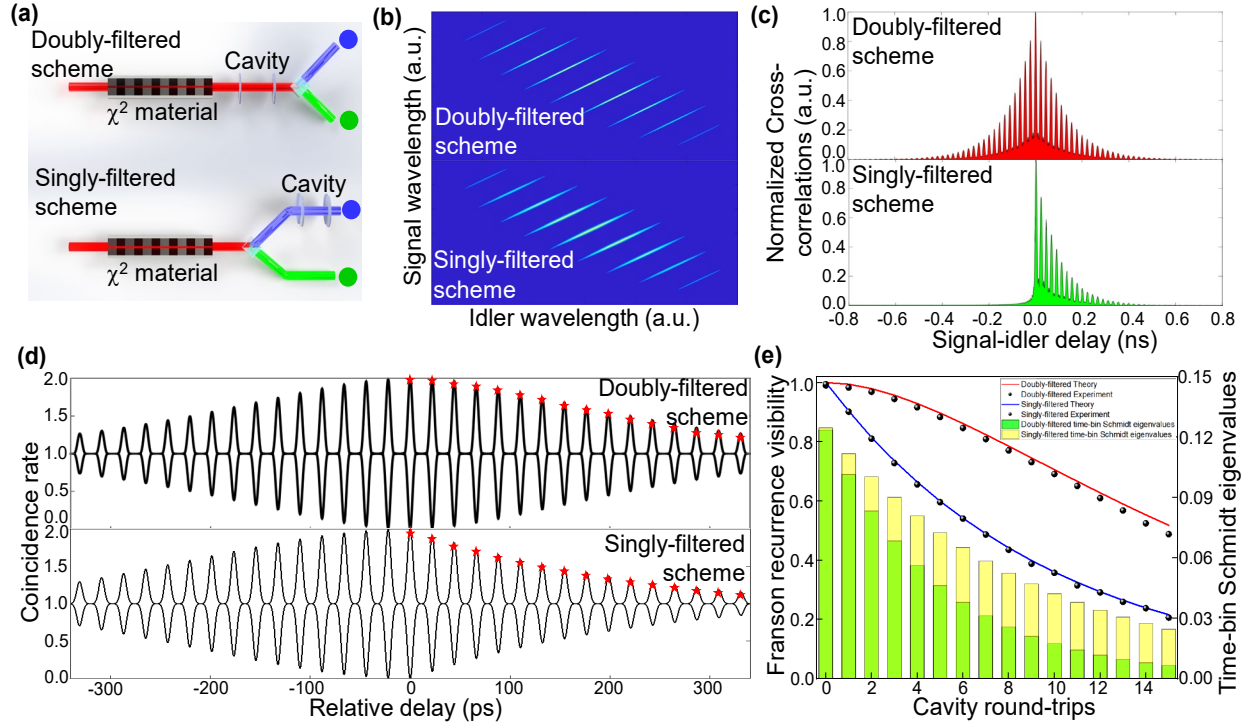 (a)
Doubly-filtered
scheme
Cavity
χ² material
Singly-filtered
scheme
Cavity
χ² material
(b)
Signal wavelength (a.u.)
Doubly-filtered
scheme
Singly-filtered
scheme
Idler wavelength (a.u.)
(c)
Normalized Cross-
correlations (a.u.)
Doubly-filtered
scheme
1.0
0.8
0.6
0.4
0.2
0.0
Singly-filtered
scheme
1.0
0.8
0.6
0.4
0.2
0.0
-0.8 -0.6 -0.4 -0.2 0.0 0.2 0.4 0.6 0.8
Signal-idler delay (ns)
(d)
Coincidence rate
2.0
1.5
1.0
0.5
0.0
Doubly-filtered
scheme
2.0
1.5
1.0
0.5
0
Singly-filtered
scheme
-300 -200 -100 0 100 200 300
Relative delay (ps)
(e)
Franson recurrence visibility
1.0
0.8
0.6
0.4
0.2
0.0
Doubly-filtered Theory
Doubly-filtered Experiment
Singly-filtered Theory
Singly-filtered Experiment
Doubly-filtered time-bin Schmidt eigenvalues
Singly-filtered time-bin Schmidt eigenvalues
0.15
0.12
0.09
0.06
0.03
0.00
Time-bin Schmidt eigenvalues
0 2 4 6 8 10 12 14
Cavity round-trips